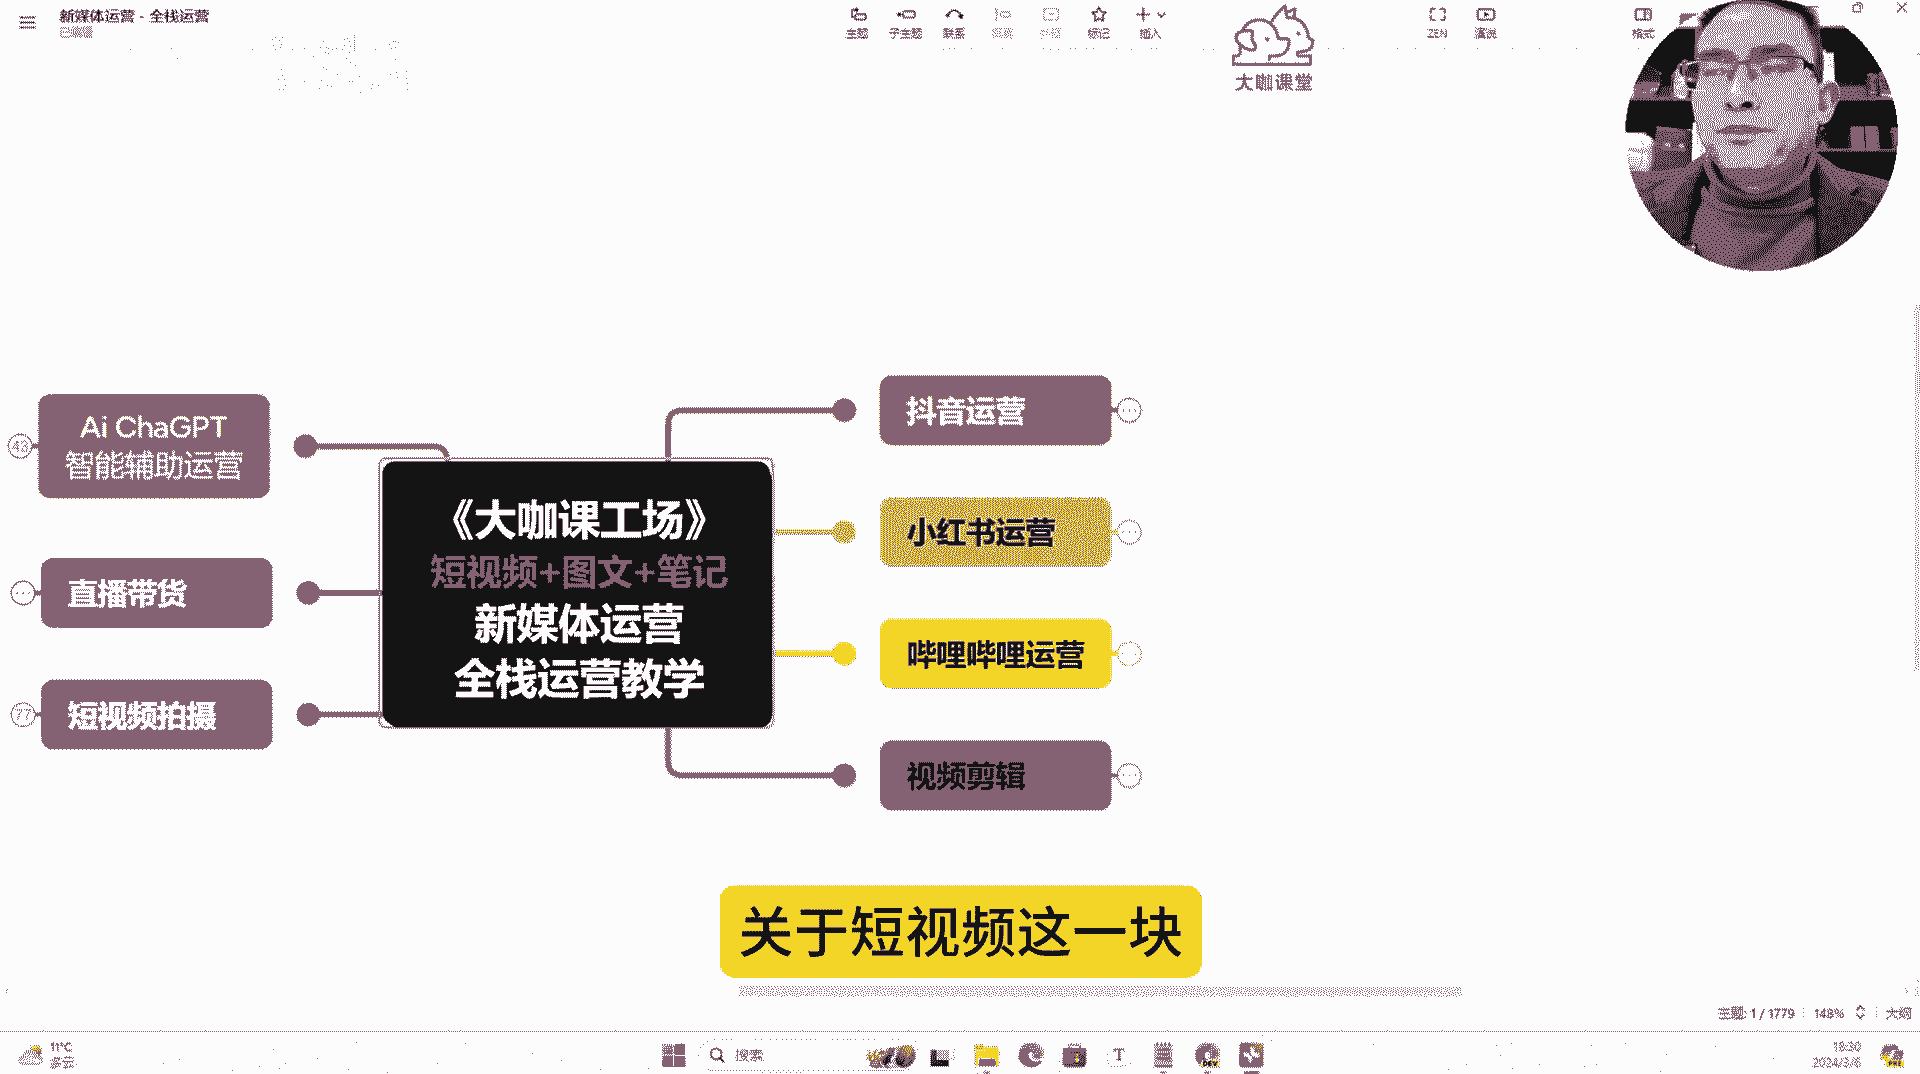 新媒体运营 - 全栈运营
已编辑
主题
子主题
联系
概要
外框
标记
插入
ZEN
演说
格式
大咖课堂
Ai ChaGPT
智能辅助运营
43
直播带货
短视频拍摄
77
《大咖课工场》
短视频+图文+笔记
新媒体运营
全栈运营教学
抖音运营
小红书运营
哔哩哔哩运营
视频剪辑
关于短视频这一块
主题: 1 / 1779
148%
大纲
11°C
多云
搜索
18:30
2024/3/6